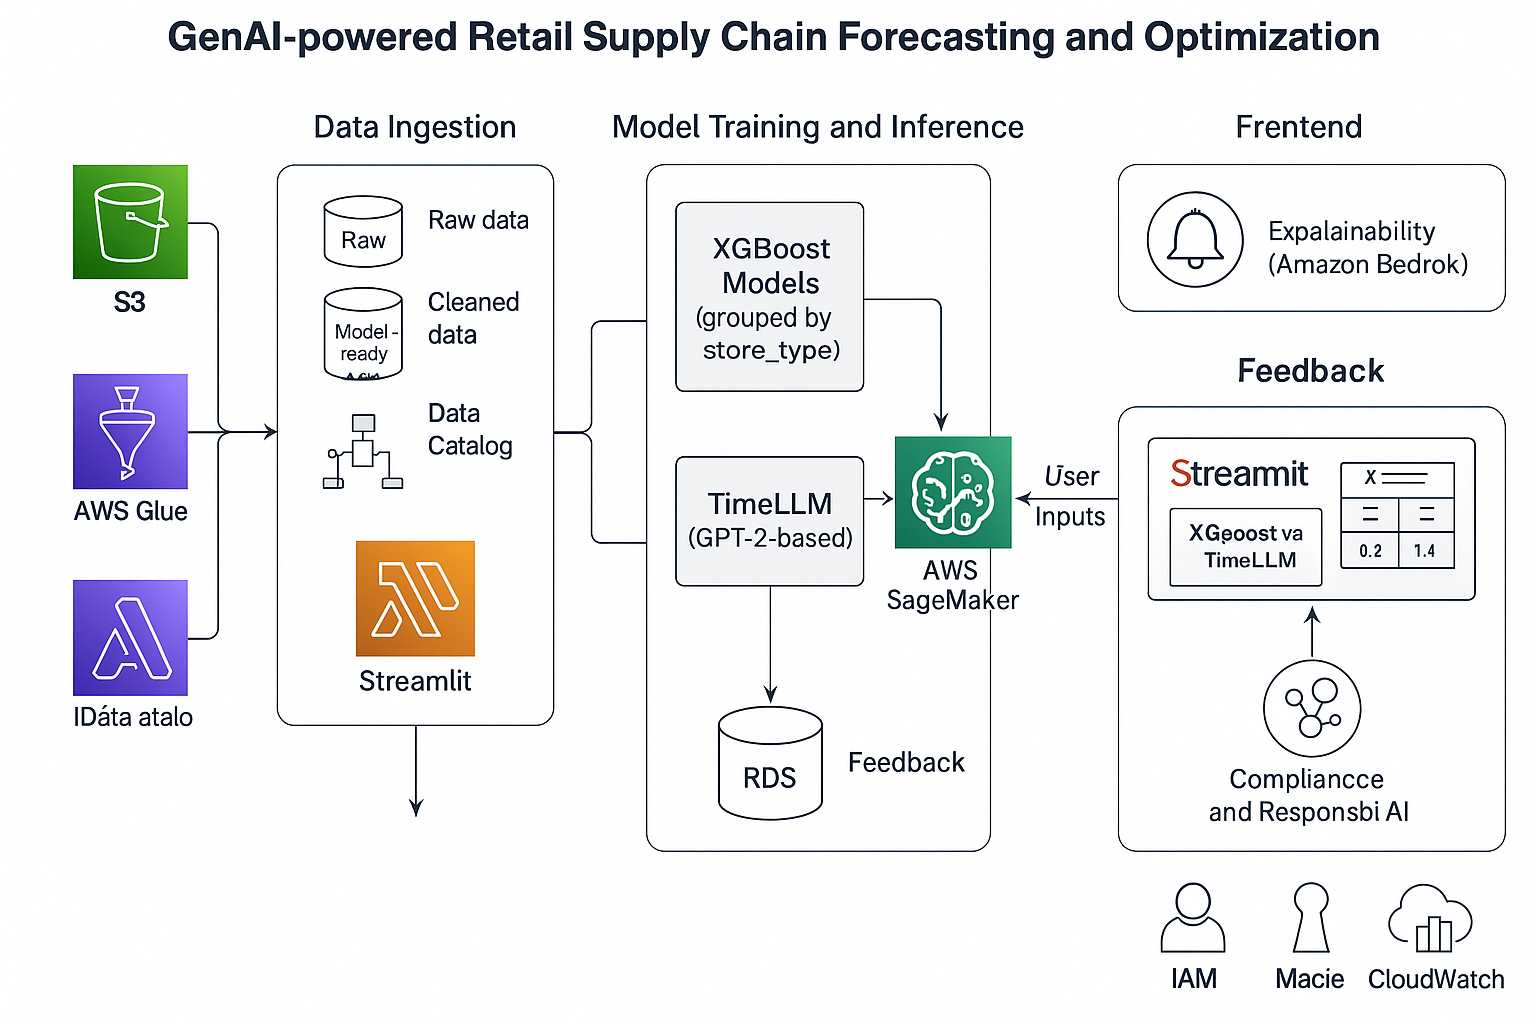 GenAI-powered Retail Supply Chain Forecasting and Optimization
Data Ingestion
Model Training and Inference
Frentend
S3
AWS Glue
IDáta atalo
Raw
Raw data
Model-
ready
Cleaned
data
Data
Catalog
Streamlit
XGBoost
Models
(grouped by
store_type)
TimeLLM
(GPT-2-based)
AWS
SageMaker
RDS
Feedback
User
Inputs
Expalainability
(Amazon Bedrok)
Feedback
Streammit
XGeoost va
TimeLLM
X
0.2
1.4
Compliancce
and Responsbi AI
IAM
Macie
CloudWatch